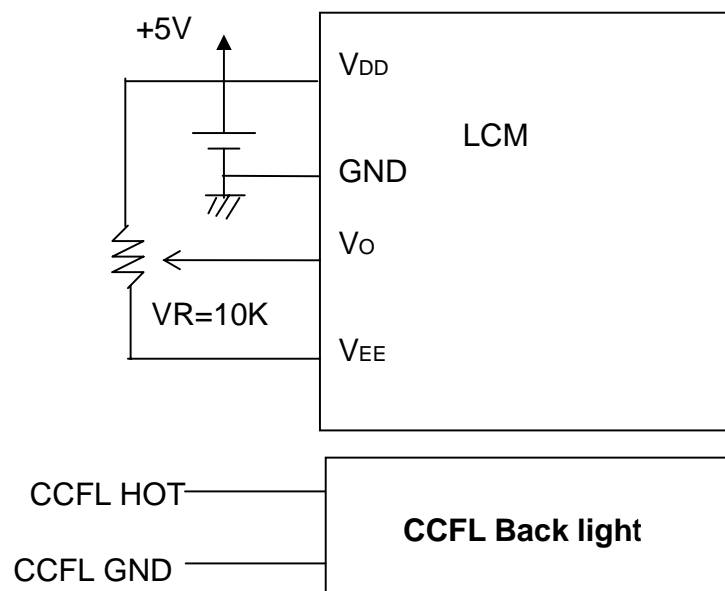 +5V
VDD
LCM
GND
VO
VR=10K
VEE
CCFL HOT
CCFL Back light
CCFL GND